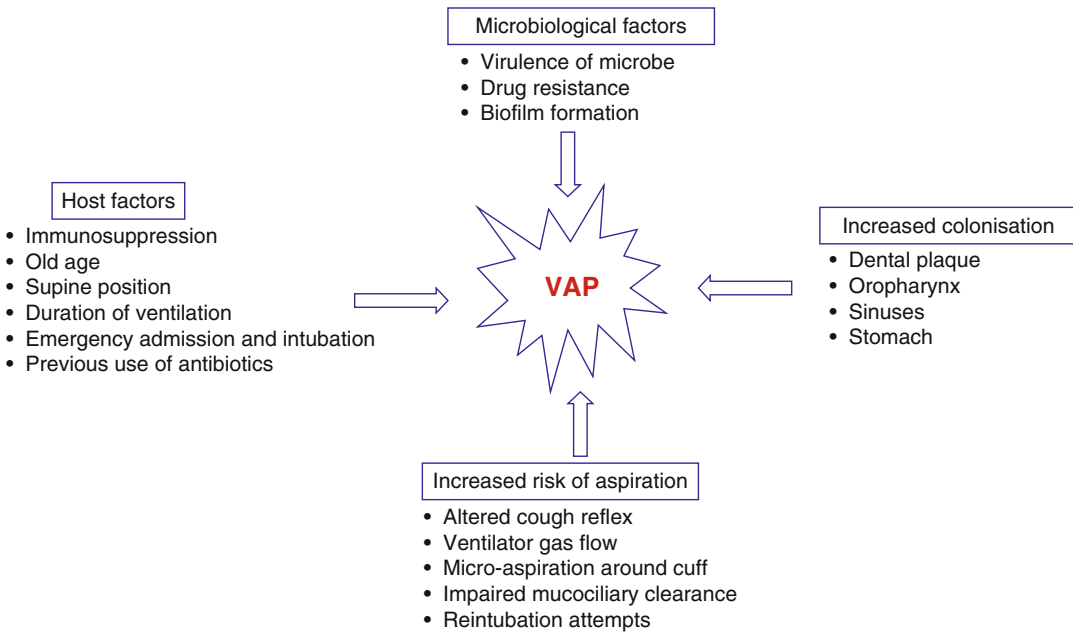 Microbiological factors
• Virulence of microbe
• Drug resistance
• Biofilm formation
Host factors
• Immunosuppression
• Old age
• Supine position
• Duration of ventilation
• Emergency admission and intubation
• Previous use of antibiotics
VAP
Increased colonisation
• Dental plaque
• Oropharynx
• Sinuses
• Stomach
Increased risk of aspiration
• Altered cough reflex
• Ventilator gas flow
• Micro-aspiration around cuff
• Impaired mucociliary clearance
• Reintubation attempts